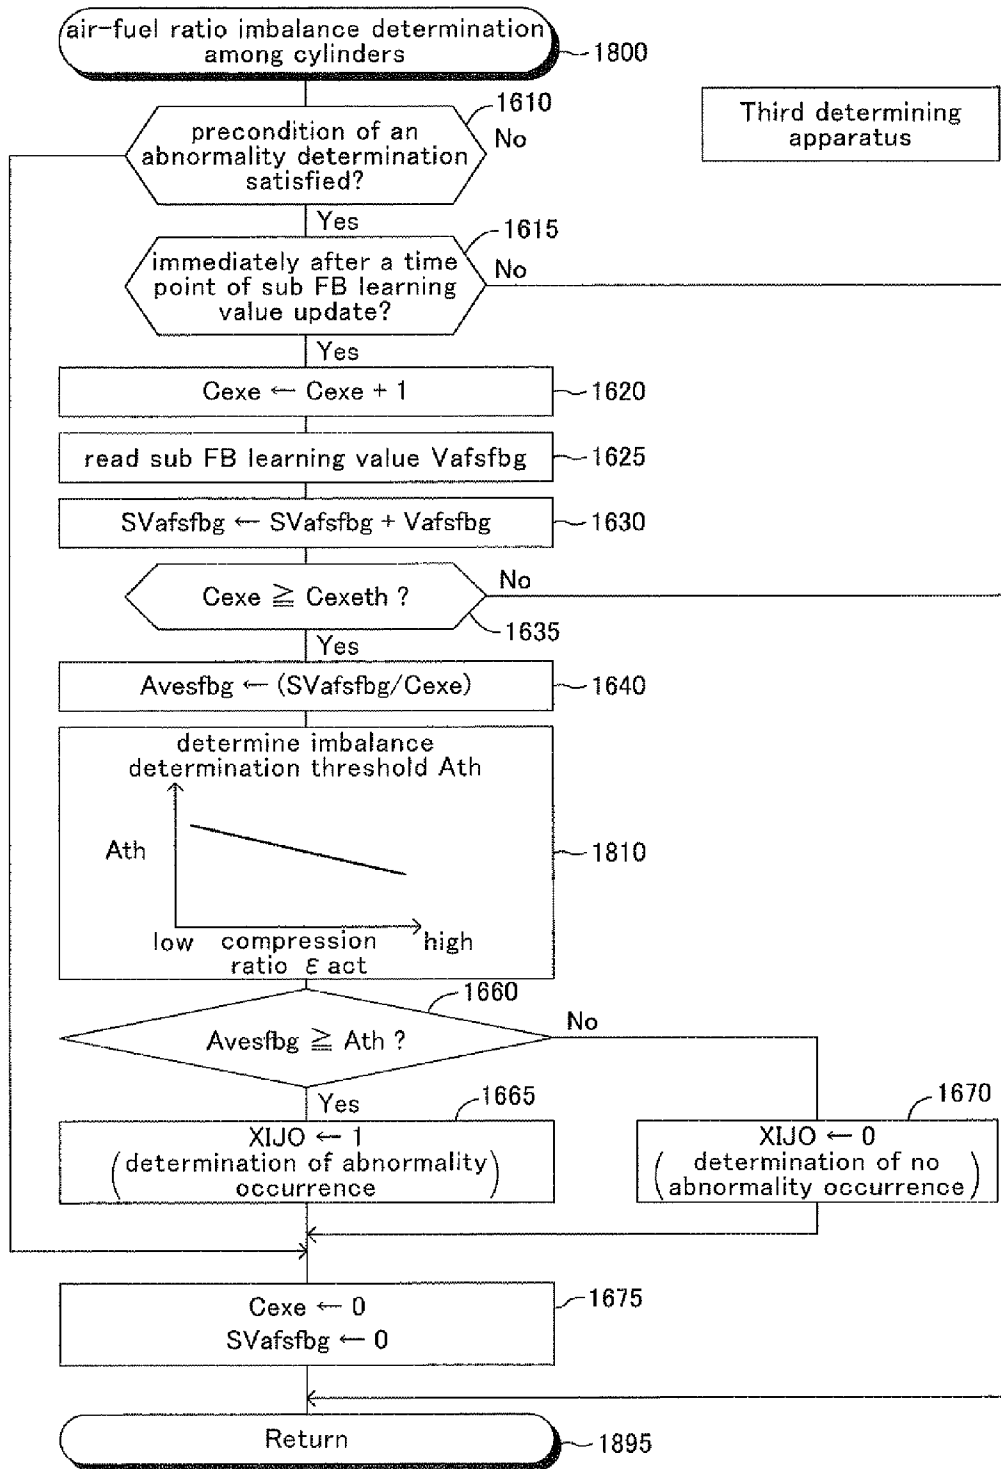 air-fuel ratio imbalance determination
among cylinders
1800
1610
precondition of an
abnormality determination
satisfied?
No
Third determining
apparatus
Yes
1615
immediately after a time
point of sub FB learning
value update?
No
Yes
Cexe ← Cexe + 1
1620
read sub FB learning value Vafsfbg
1625
SVafsfbg ← SVafsfbg + Vafsfbg
1630
Cexe ≧ Cexeth ?
No
1635
Yes
Avesfbg ← (SVafsfbg/Cexe)
1640
determine imbalance
determination threshold Ath
Ath
1810
low compression high
ratio ε act
1660
Avesfbg ≧ Ath ?
No
Yes
1665
1670
XIJO ← 1
(determination of abnormality
occurrence)
XIJO ← 0
(determination of no
abnormality occurrence)
Cexe ← 0
SVafsfbg ← 0
1675
Return
1895